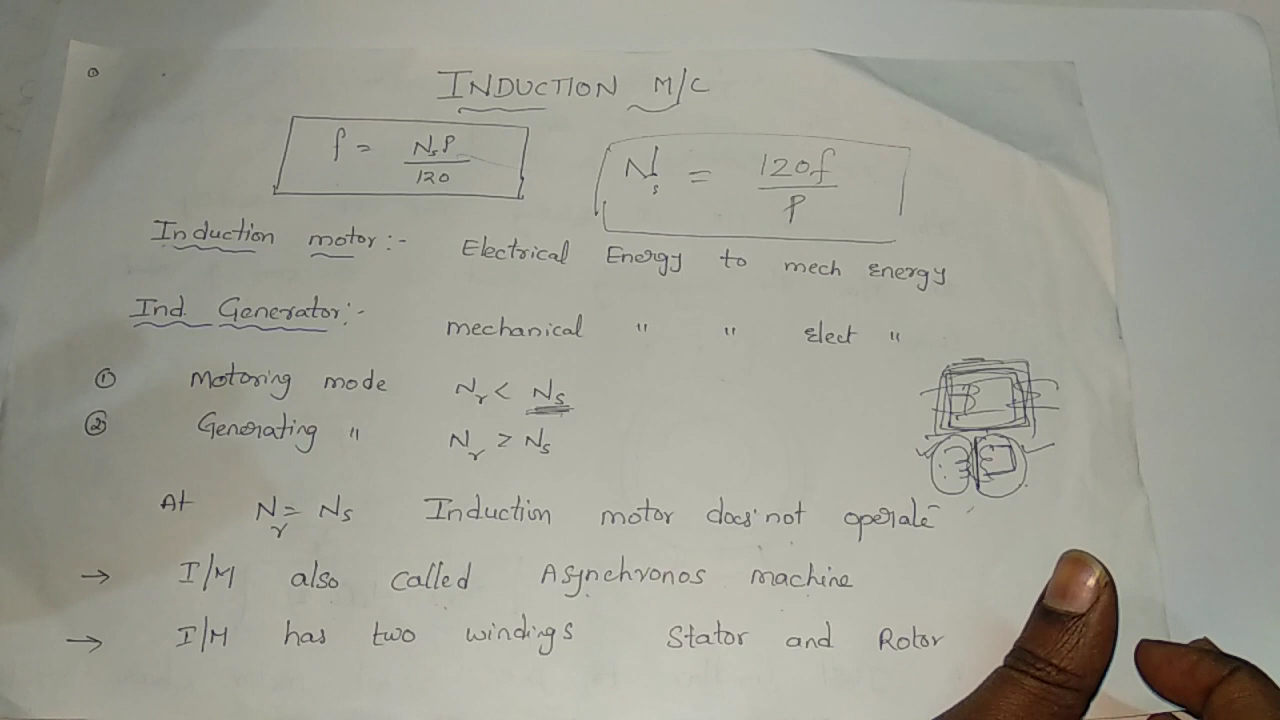 INDUCTION M/C
f = NsP / 120
Ns = 120f / P
Induction motor:- Electrical Energy to mech energy
Ind. Generator:- mechanical " " Elect "
① Motoring mode Nr < Ns
② Generating " Nr > Ns
At Nr = Ns Induction motor does not operate
→ I/M also called Asynchronos machine
→ I/M has two windings Stator and Rotor